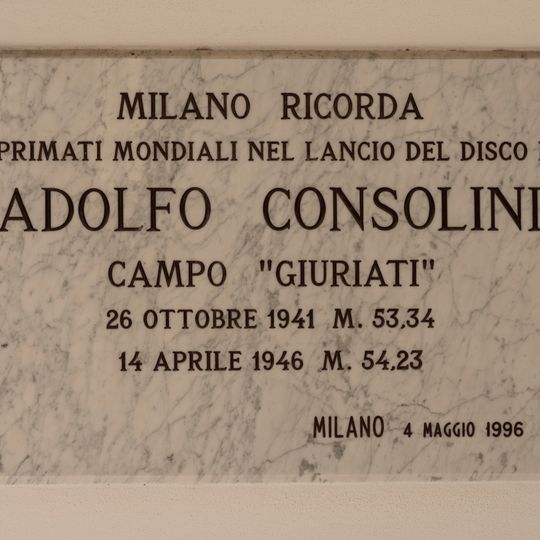 MILANO RICORDA
PRIMATI MONDIALI NEL LANCIO DEL DISCO
ADOLFO CONSOLINI
CAMPO "GIURIATI"
26 OTTOBRE 1941 M. 53,34
14 APRILE 1946 M. 54,23
MILANO 4 MAGGIO 1996